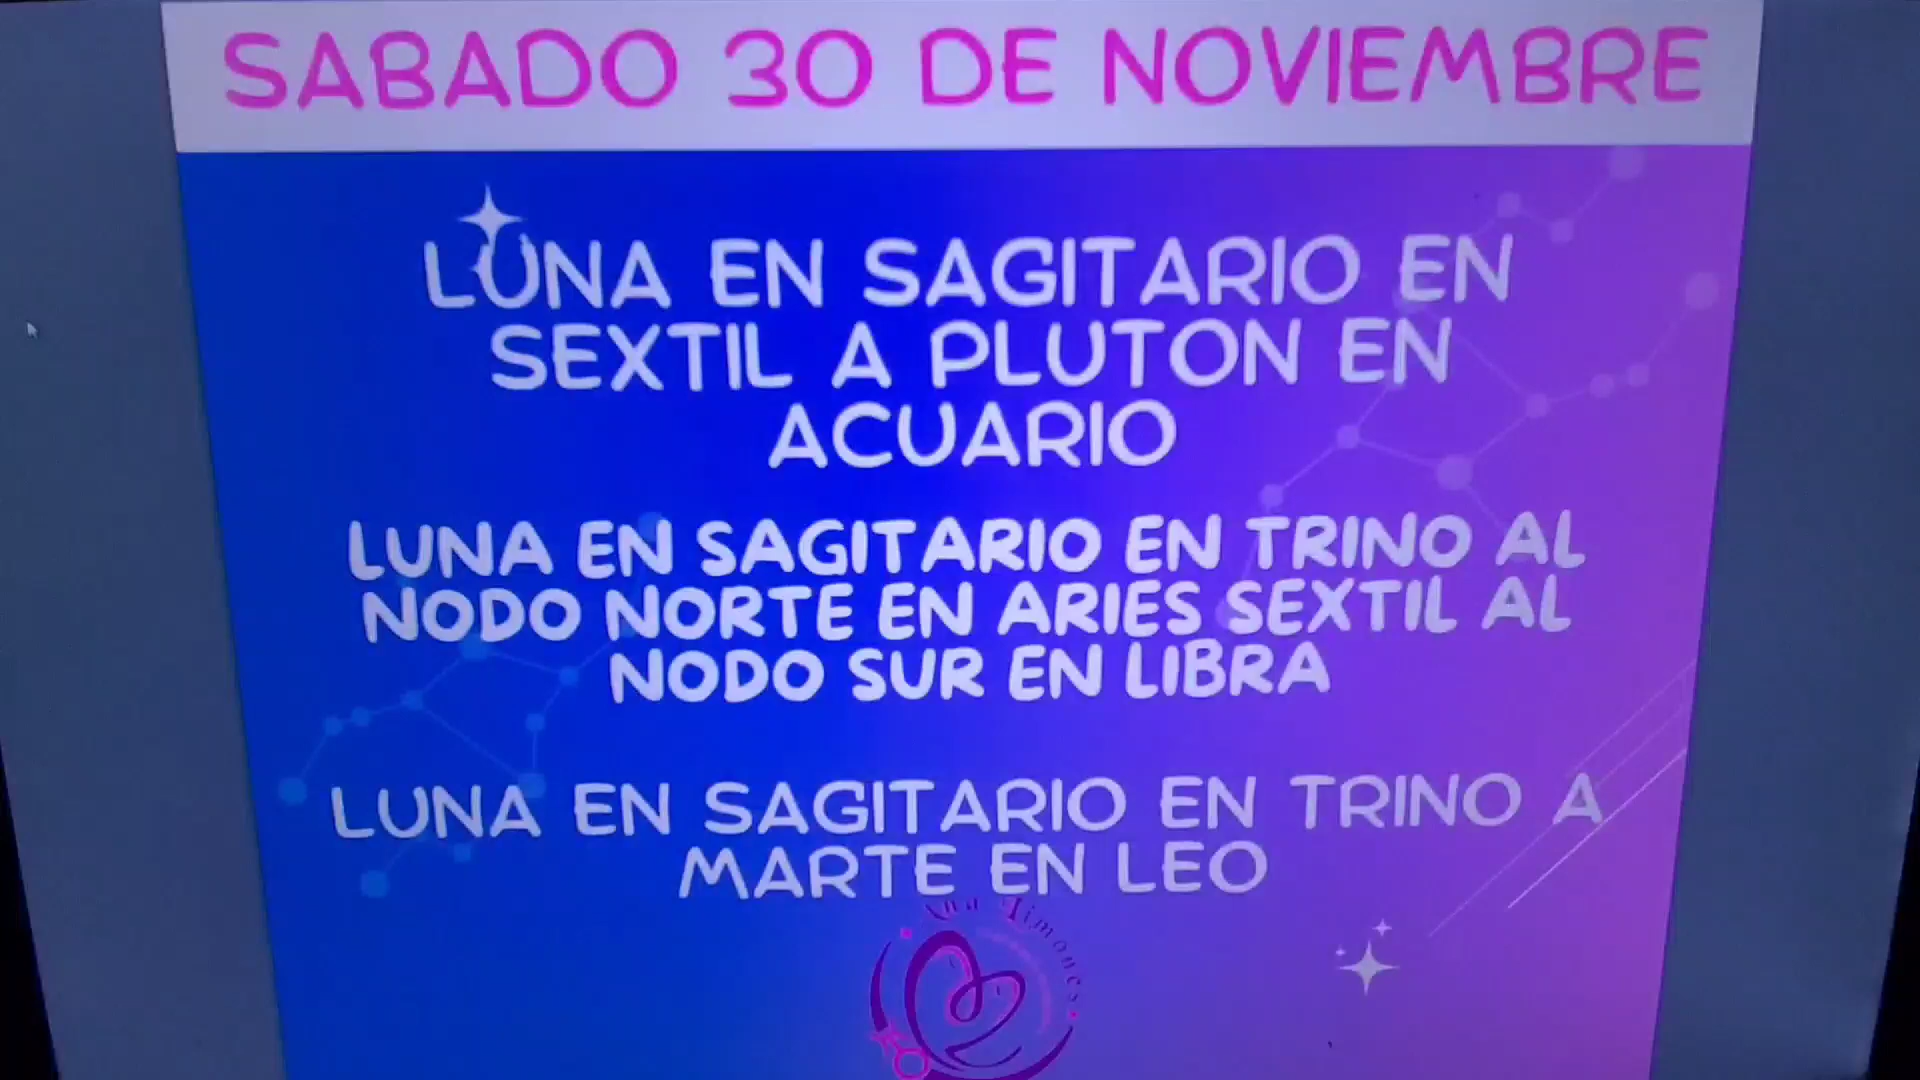 SABADO 30 DE NOVIEMBRE
LUNA EN SAGITARIO EN
SEXTIL A PLUTON EN
ACUARIO
LUNA EN SAGITARIO EN TRINO AL
NODO NORTE EN ARIES SEXTIL AL
NODO SUR EN LIBRA
LUNA EN SAGITARIO EN TRINO A
MARTE EN LEO
Ana